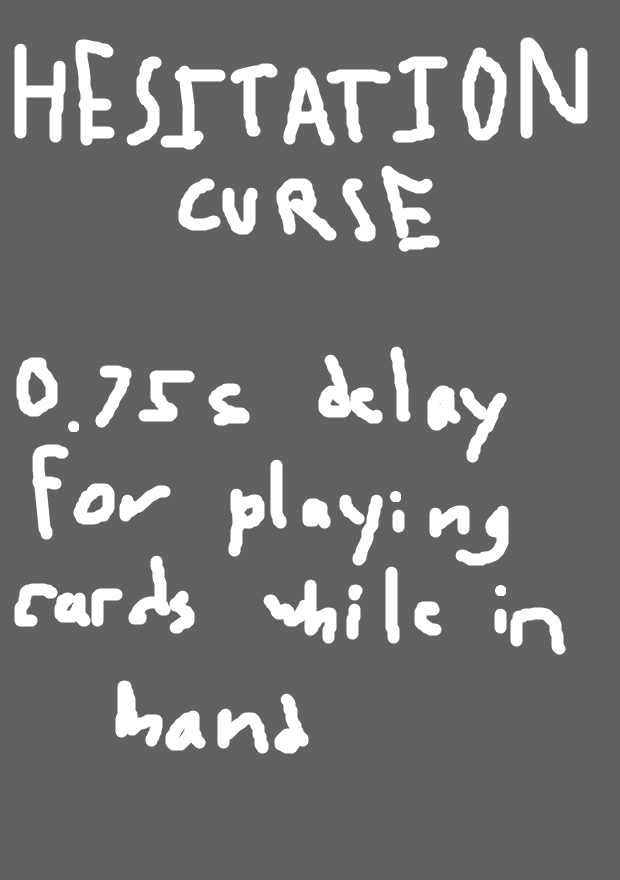 HESITATION
CURSE
0.75s delay
for playing
cards while in
hand